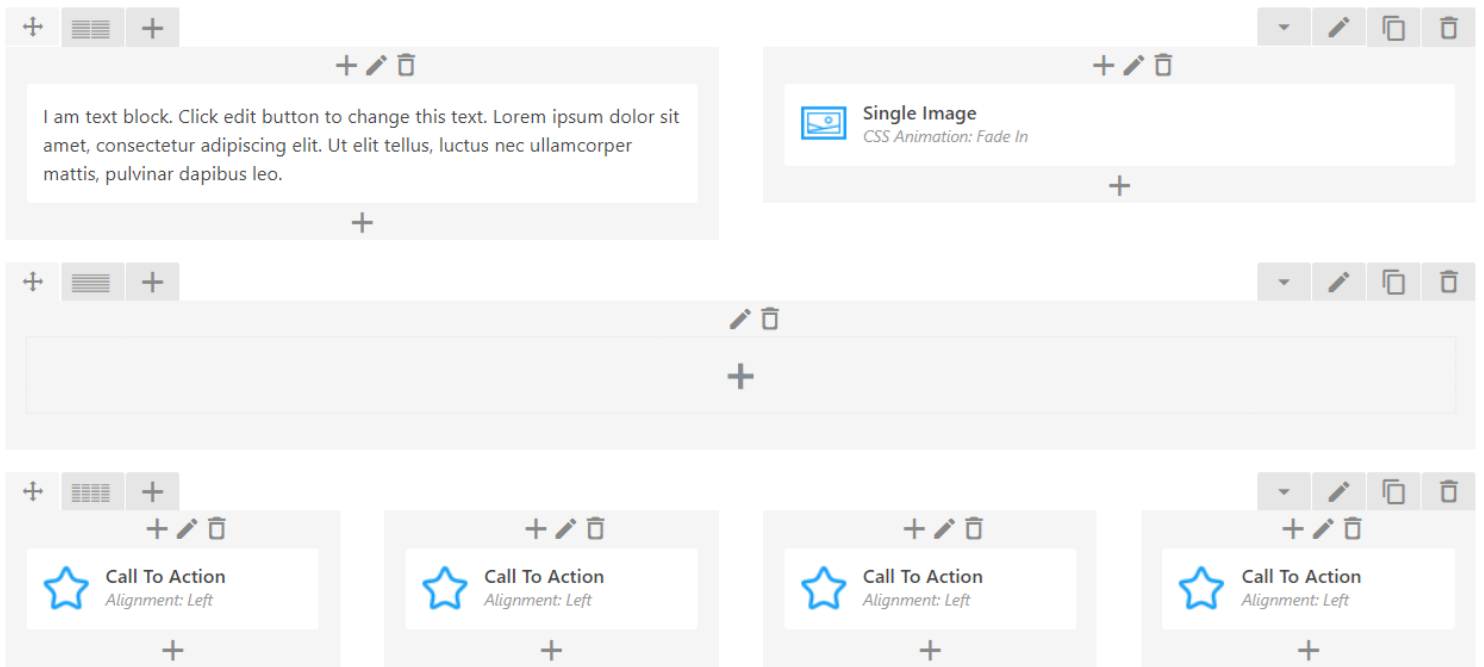 I am text block. Click edit button to change this text. Lorem ipsum dolor sit
amet, consectetur adipiscing elit. Ut elit tellus, luctus nec ullamcorper
mattis, pulvinar dapibus leo.
Single Image
CSS Animation: Fade In
Call To Action
Alignment: Left
Call To Action
Alignment: Left
Call To Action
Alignment: Left
Call To Action
Alignment: Left